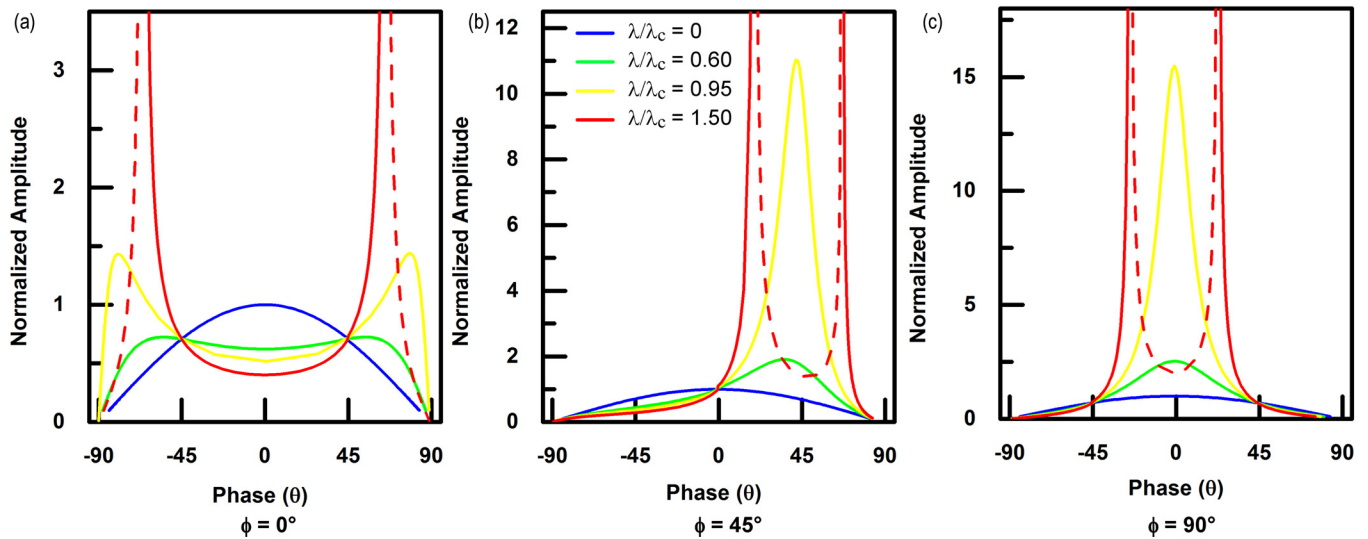 (a)
Normalized Amplitude
3
2
1
0
-90 -45 0 45 90
Phase (θ)
ϕ = 0°
(b)
Normalized Amplitude
12
10
8
6
4
2
0
λ/λc = 0
λ/λc = 0.60
λ/λc = 0.95
λ/λc = 1.50
-90 -45 0 45 90
Phase (θ)
ϕ = 45°
(c)
Normalized Amplitude
15
10
5
0
-90 -45 0 45 90
Phase (θ)
ϕ = 90°